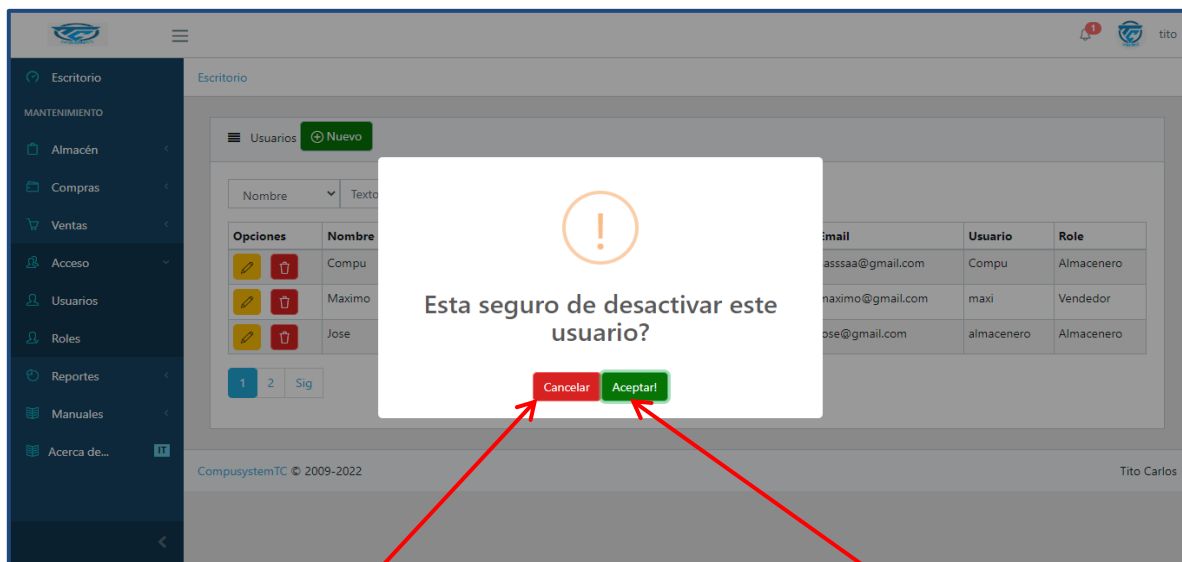 1
tito
Escritorio
Escritorio
MANTENIMIENTO
Almacén
Compras
Ventas
Acceso
Usuarios
Roles
Reportes
Manuales
Acerca de... IT
Usuarios Nuevo
Nombre Texto
Opciones Nombre Email Usuario Role
Compu asssaa@gmail.com Compu Almacenero
Maximo maximo@gmail.com maxi Vendedor
Jose ose@gmail.com almacenero Almacenero
1 2 Sig
!
Esta seguro de desactivar este
usuario?
Cancelar Aceptar!
CompusystemTC © 2009-2022 Tito Carlos